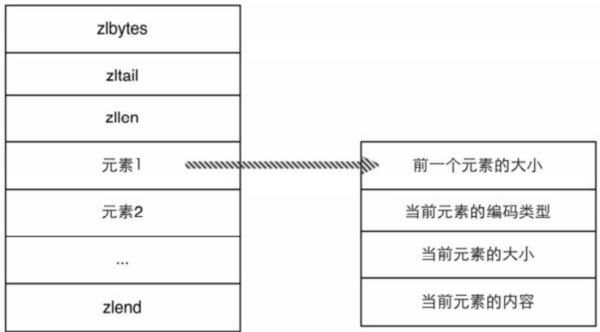 zlbytes
zltail
zllen
元素1
元素2
...
zlend
前一个元素的大小
当前元素的编码类型
当前元素的大小
当前元素的内容